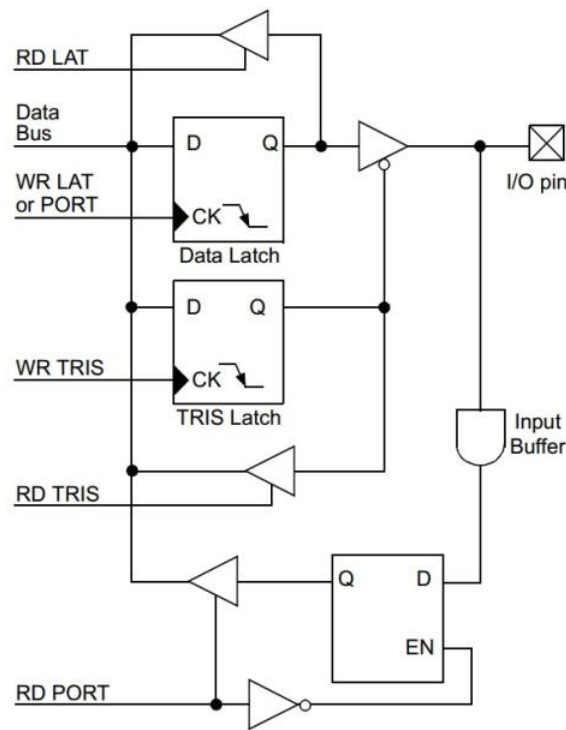 RD LAT
Data
Bus
D
Q
WR LAT
or PORT
CK
Data Latch
I/O pin
D
Q
WR TRIS
CK
TRIS Latch
Input
Buffer
RD TRIS
Q
D
EN
RD PORT